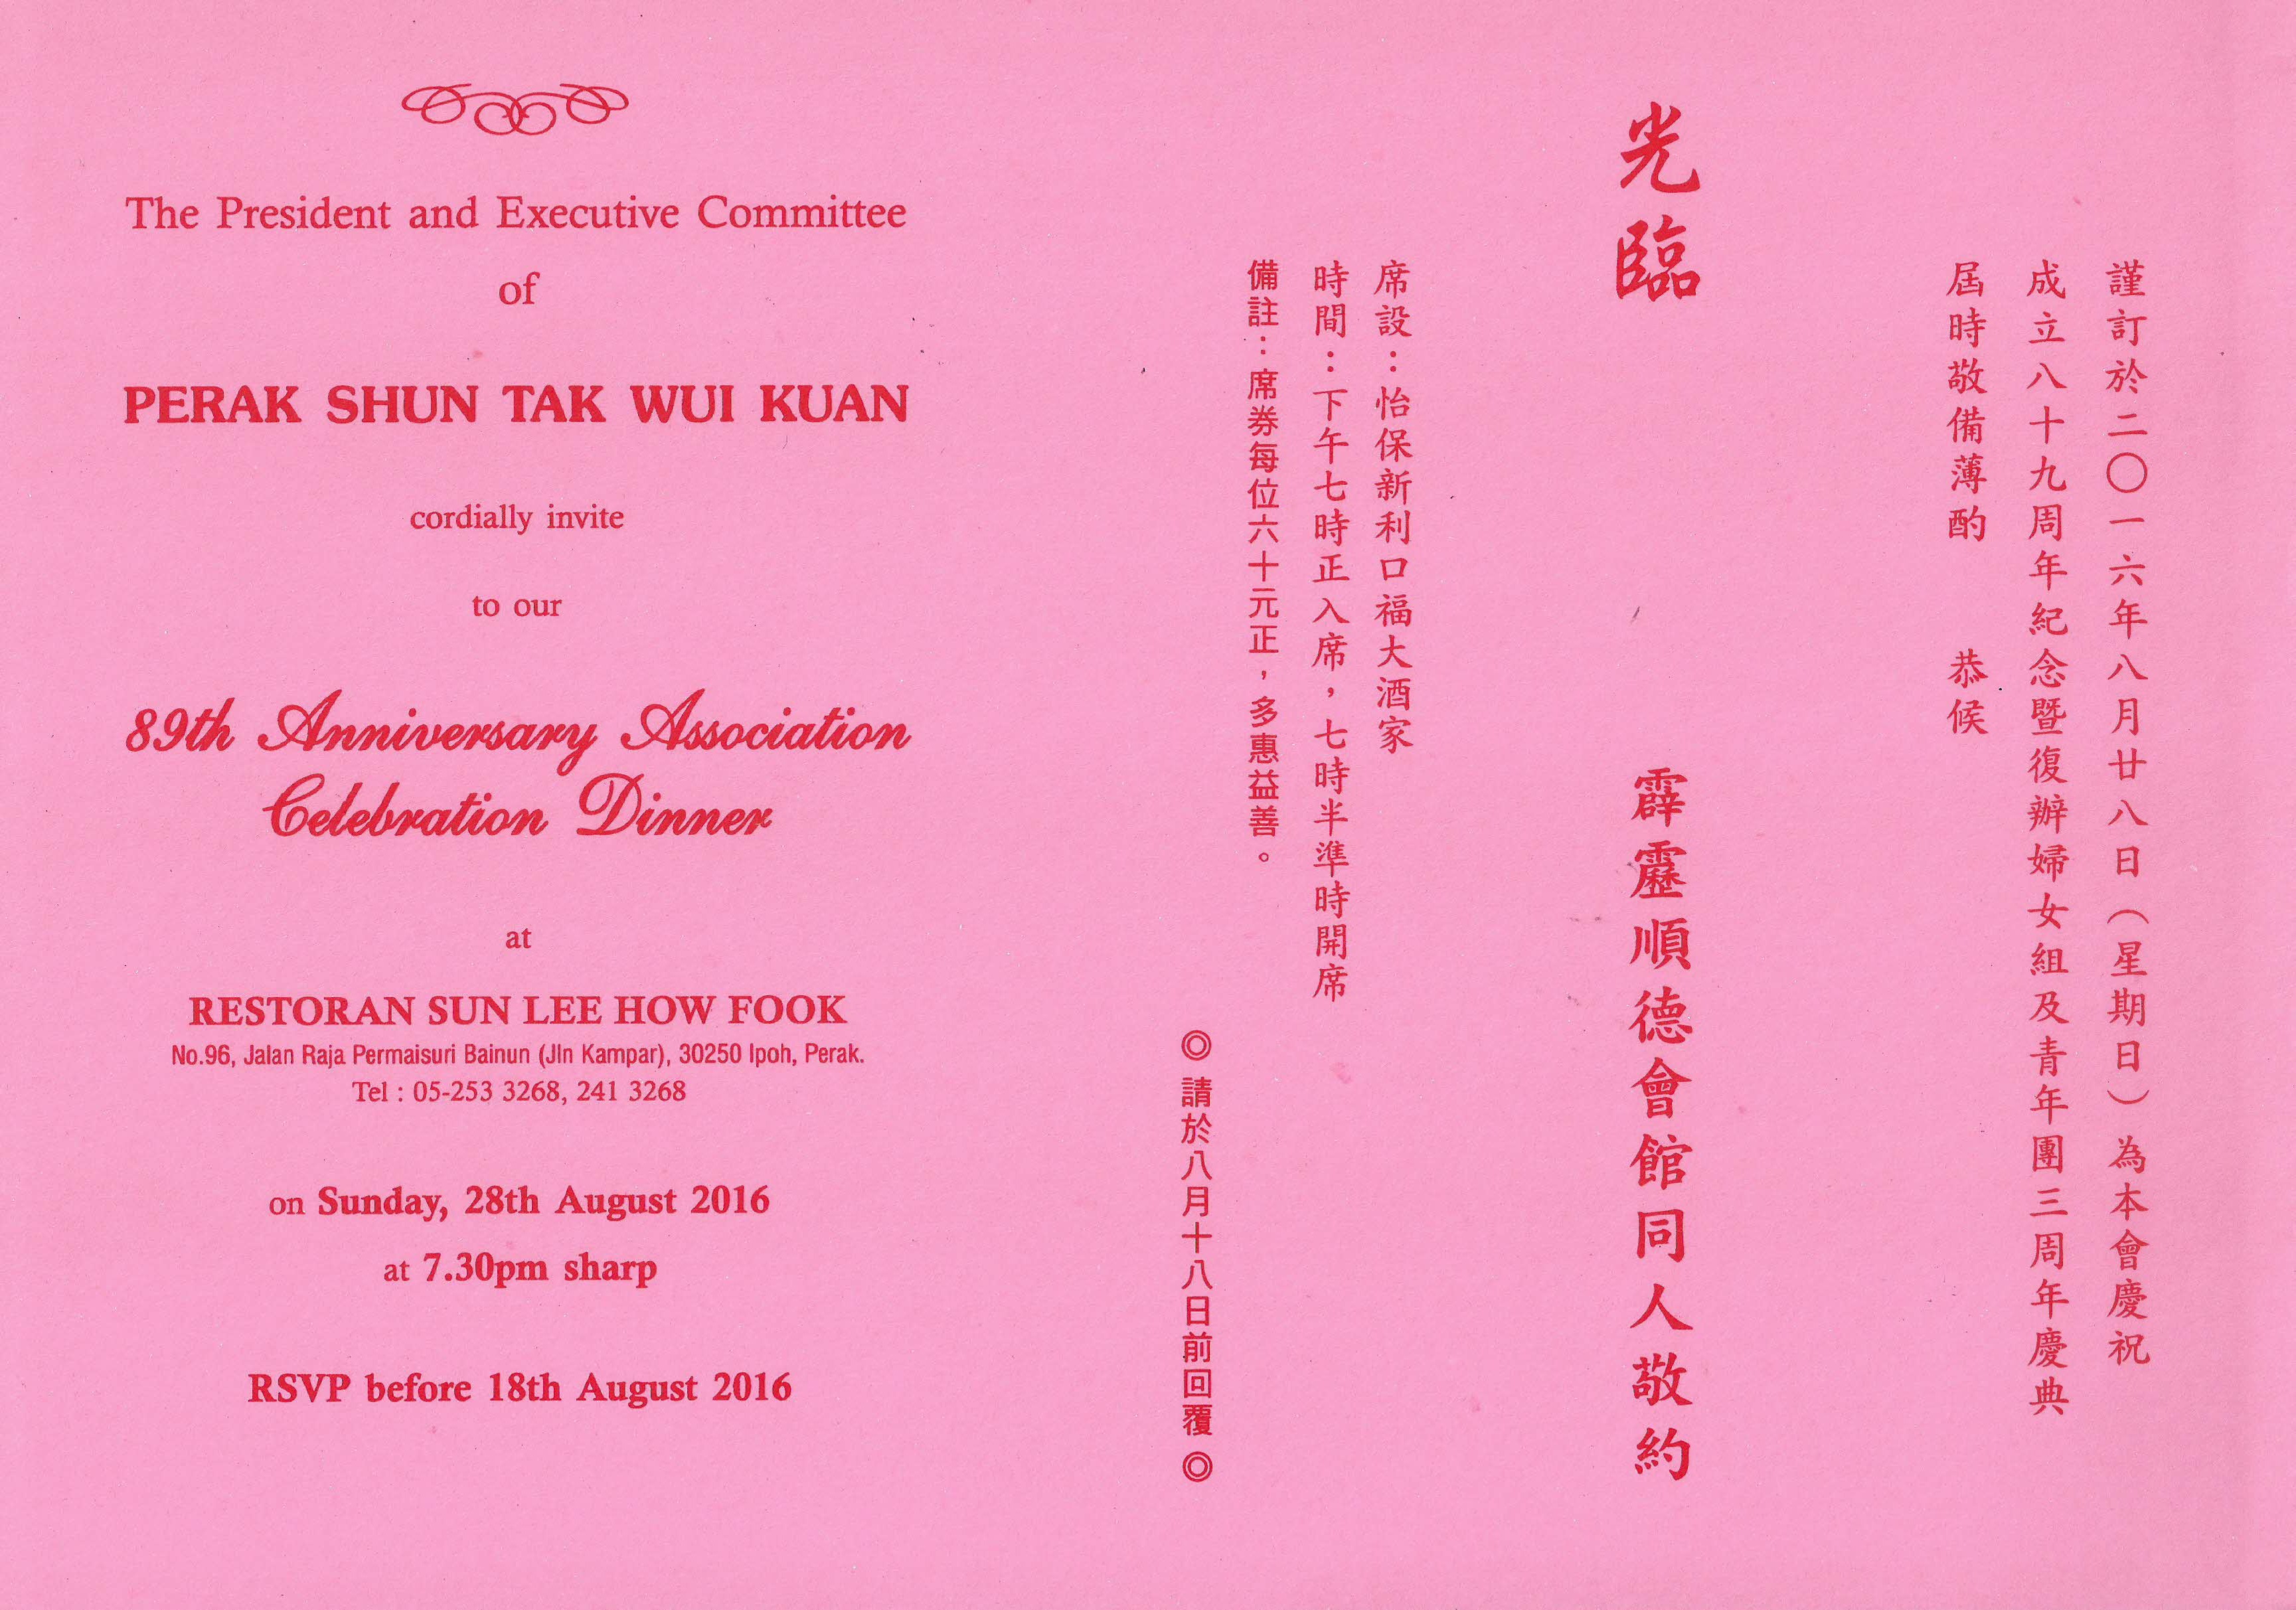 The President and Executive Committee
of
PERAK SHUN TAK WUI KUAN
cordially invite
to our
89th Anniversary Association
Celebration Dinner
at
RESTORAN SUN LEE HOW FOOK
No.96, Jalan Raja Permaisuri Bainun (Jln Kampar), 30250 Ipoh, Perak.
Tel : 05-253 3268, 241 3268
on Sunday, 28th August 2016
at 7.30pm sharp
RSVP before 18th August 2016
謹訂於二〇一六年八月廿八日（星期日）為本會慶祝
成立八十九周年紀念暨復辦婦女組及青年團三周年慶典
屆時敬備薄酌 恭候
光臨
霹靂順德會館同人敬約
席設：怡保新利口福大酒家
時間：下午七時正入席，七時半準時開席
備註：席券每位六十元正，多惠益善。
◎請於八月十八日前回覆◎